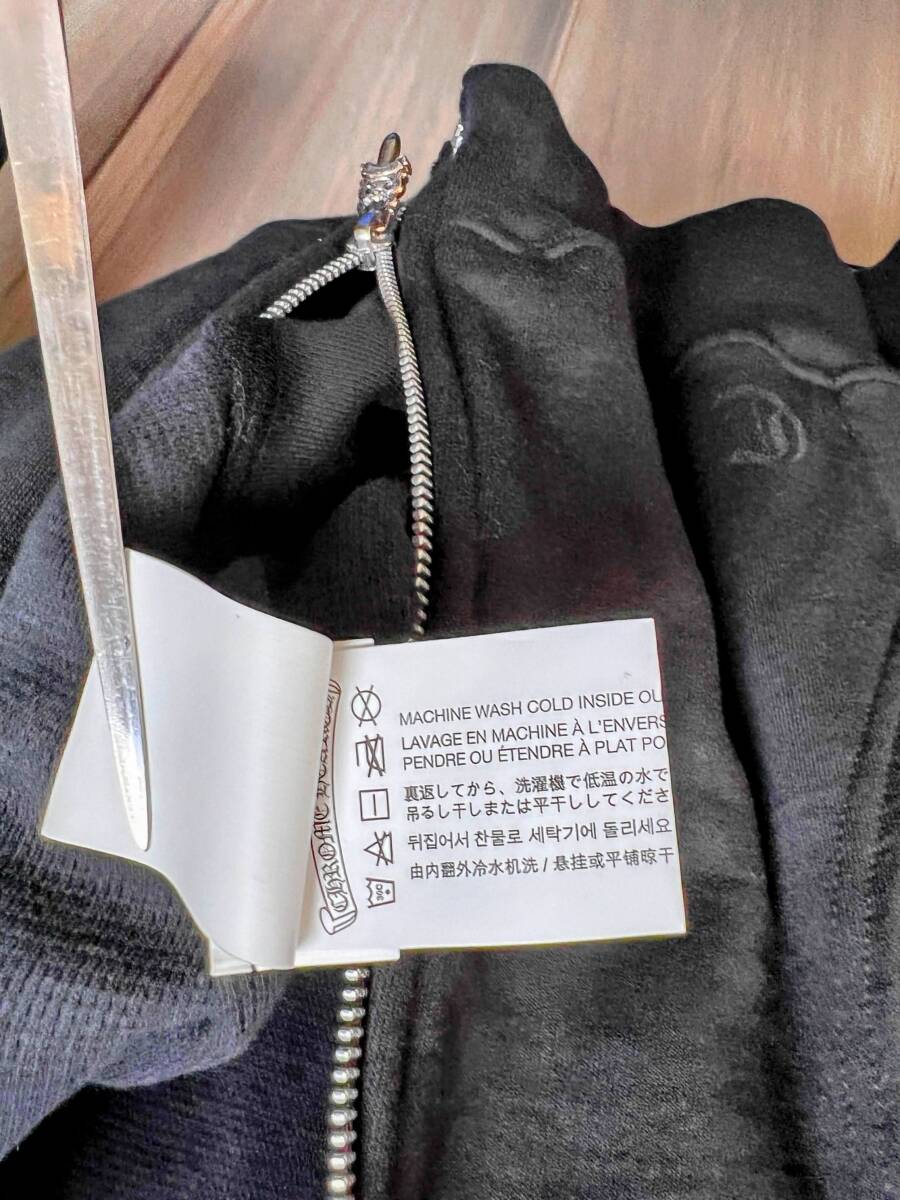 MACHINE WASH COLD INSIDE OU
LAVAGE EN MACHINE À L'ENVERS
PENDRE OU ÉTENDRE À PLAT PO
裏返してから、洗濯機で低温の水で
吊るし干しまたは平干ししてくださ
뒤집어서 찬물로 세탁기에 돌리세요
由内翻外冷水机洗/悬挂或平铺晾干
30C
CHROME